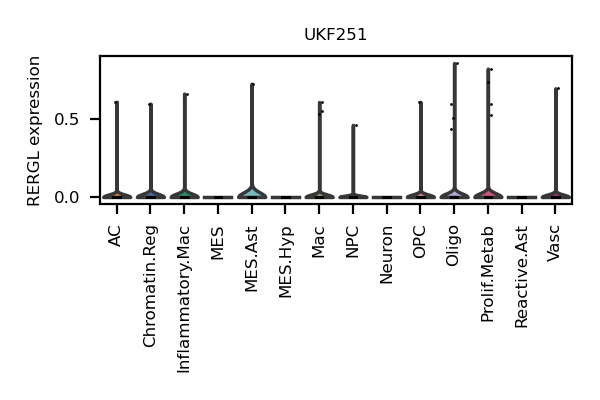 UKF251
RERGL expression
0.5
0.0
AC
Chromatin.Reg
Inflammatory.Mac
MES
MES.Ast
MES.Hyp
Mac
NPC
Neuron
OPC
Oligo
Prolif.Metab
Reactive.Ast
Vasc